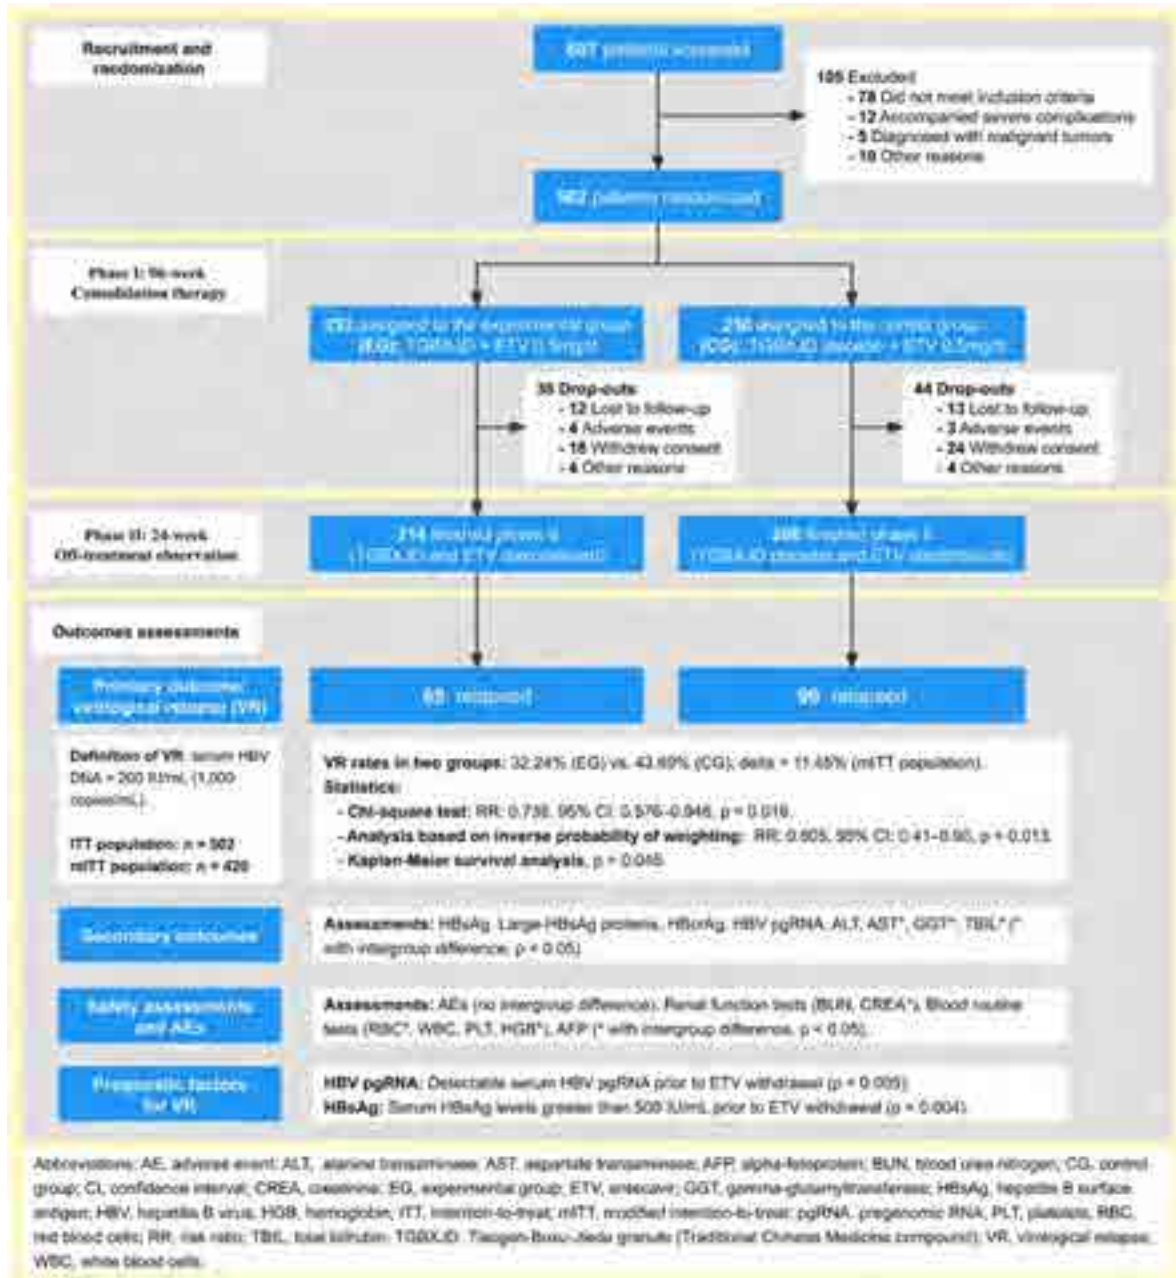 Recruitment and
randomization
607 patients screened
105 Excluded
- 78 Did not meet inclusion criteria
- 12 Accompanied severe complications
- 5 Diagnosed with malignant tumors
- 10 Other reasons
502 patients randomized
Phase I: 96-week
Consolidation therapy
assigned to the experimental group
(EG): TGBXJD + ETV 0.5mg/d
250 assigned to the control group
(CG): TGBXJD placebo + ETV 0.5mg/d
38 Drop-outs
- 12 Lost to follow-up
- 4 Adverse events
- 18 Withdrew consent
- 4 Other reasons
44 Drop-outs
- 13 Lost to follow-up
- 3 Adverse events
- 24 Withdrew consent
- 4 Other reasons
Phase II: 24-week
Off-treatment observation
214 finished phase II
(TGBXJD and ETV discontinued)
206 finished phase II
(TGBXJD placebo and ETV discontinued)
Outcomes assessments
Primary outcome:
virological relapse (VR)
69 relapsed
90 relapsed
Definition of VR: serum HBV
DNA > 200 IU/mL (1,000
copies/mL).
ITT population: n = 502
mITT population: n = 420
VR rates in two groups: 32.24% (EG) vs. 43.69% (CG); delta = 11.45% (mITT population).
Statistics:
- Chi-square test: RR: 0.738, 95% CI: 0.576–0.946, p = 0.016.
- Analysis based on inverse probability of weighting: RR: 0.605, 95% CI: 0.41–0.90, p = 0.013.
- Kaplan-Meier survival analysis, p =
Secondary outcomes
Assessments: HBsAg, Large-HBsAg proteins, HBcrAg, HBV pgRNA, ALT, AST*, GGT*, TBIL* (*
with intergroup difference, p < 0.05)
Safety assessments
and AEs
Assessments: AEs (no intergroup difference), Renal function tests (BUN, CREA*), Blood routine
tests (RBC*, WBC, PLT, HGB*), AFP (* with intergroup difference, p < 0.05).
Prognostic factors
for VR
HBV pgRNA: Detectable serum HBV pgRNA prior to ETV withdrawal (p = 0.005)
HBsAg: Serum HBsAg levels greater than 500 IU/mL prior to ETV withdrawal (p = 0.004).
Abbreviations: AE, adverse event; ALT, alanine transaminase; AST, aspartate transaminase; AFP, alpha-fetoprotein; BUN, blood urea nitrogen; CG, control
group; CI, confidence interval; CREA, creatinine; EG, experimental group; ETV, entecavir; GGT, gamma-glutamyltransferase; HBsAg, hepatitis B surface
antigen; HBV, hepatitis B virus; HGB, hemoglobin; ITT, intention-to-treat; mITT, modified intention-to-treat; pgRNA, pregenomic RNA; PLT, platelets; RBC,
red blood cells; RR, risk ratio; TBIL, total bilirubin; TGBXJD, Tiaogan-Buxu-Jiedu granule (Traditional Chinese Medicine compound); VR, virological relapse;
WBC, white blood cells.